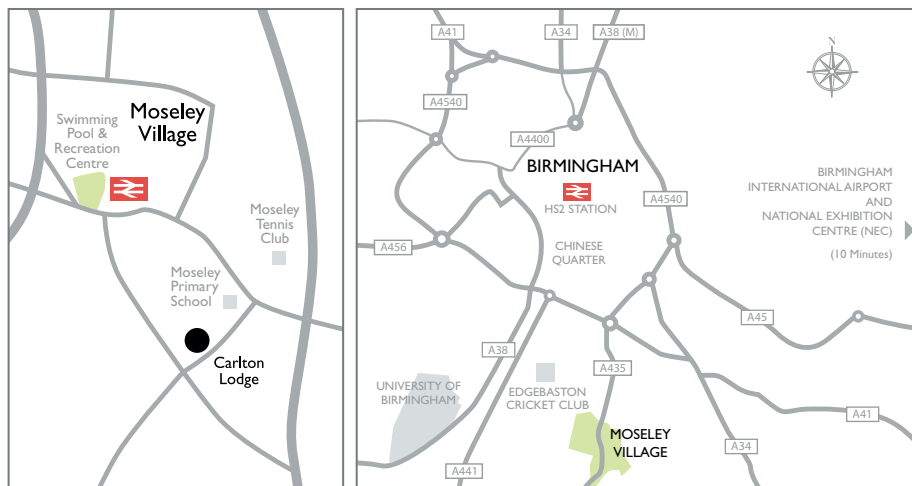 Moseley
Village
Swimming
Pool &
Recreation
Centre
Moseley
Tennis
Club
Moseley
Primary
School
Carlton
Lodge
A41
A34
A38 (M)
N
A4540
A4400
BIRMINGHAM
HS2 STATION
A4540
BIRMINGHAM
INTERNATIONAL AIRPORT
AND
NATIONAL EXHIBITION
CENTRE (NEC)
(10 Minutes)
A456
CHINESE
QUARTER
A45
A38
A435
UNIVERSITY OF
BIRMINGHAM
EDGEBASTON
CRICKET CLUB
A41
MOSELEY
VILLAGE
A34
A441